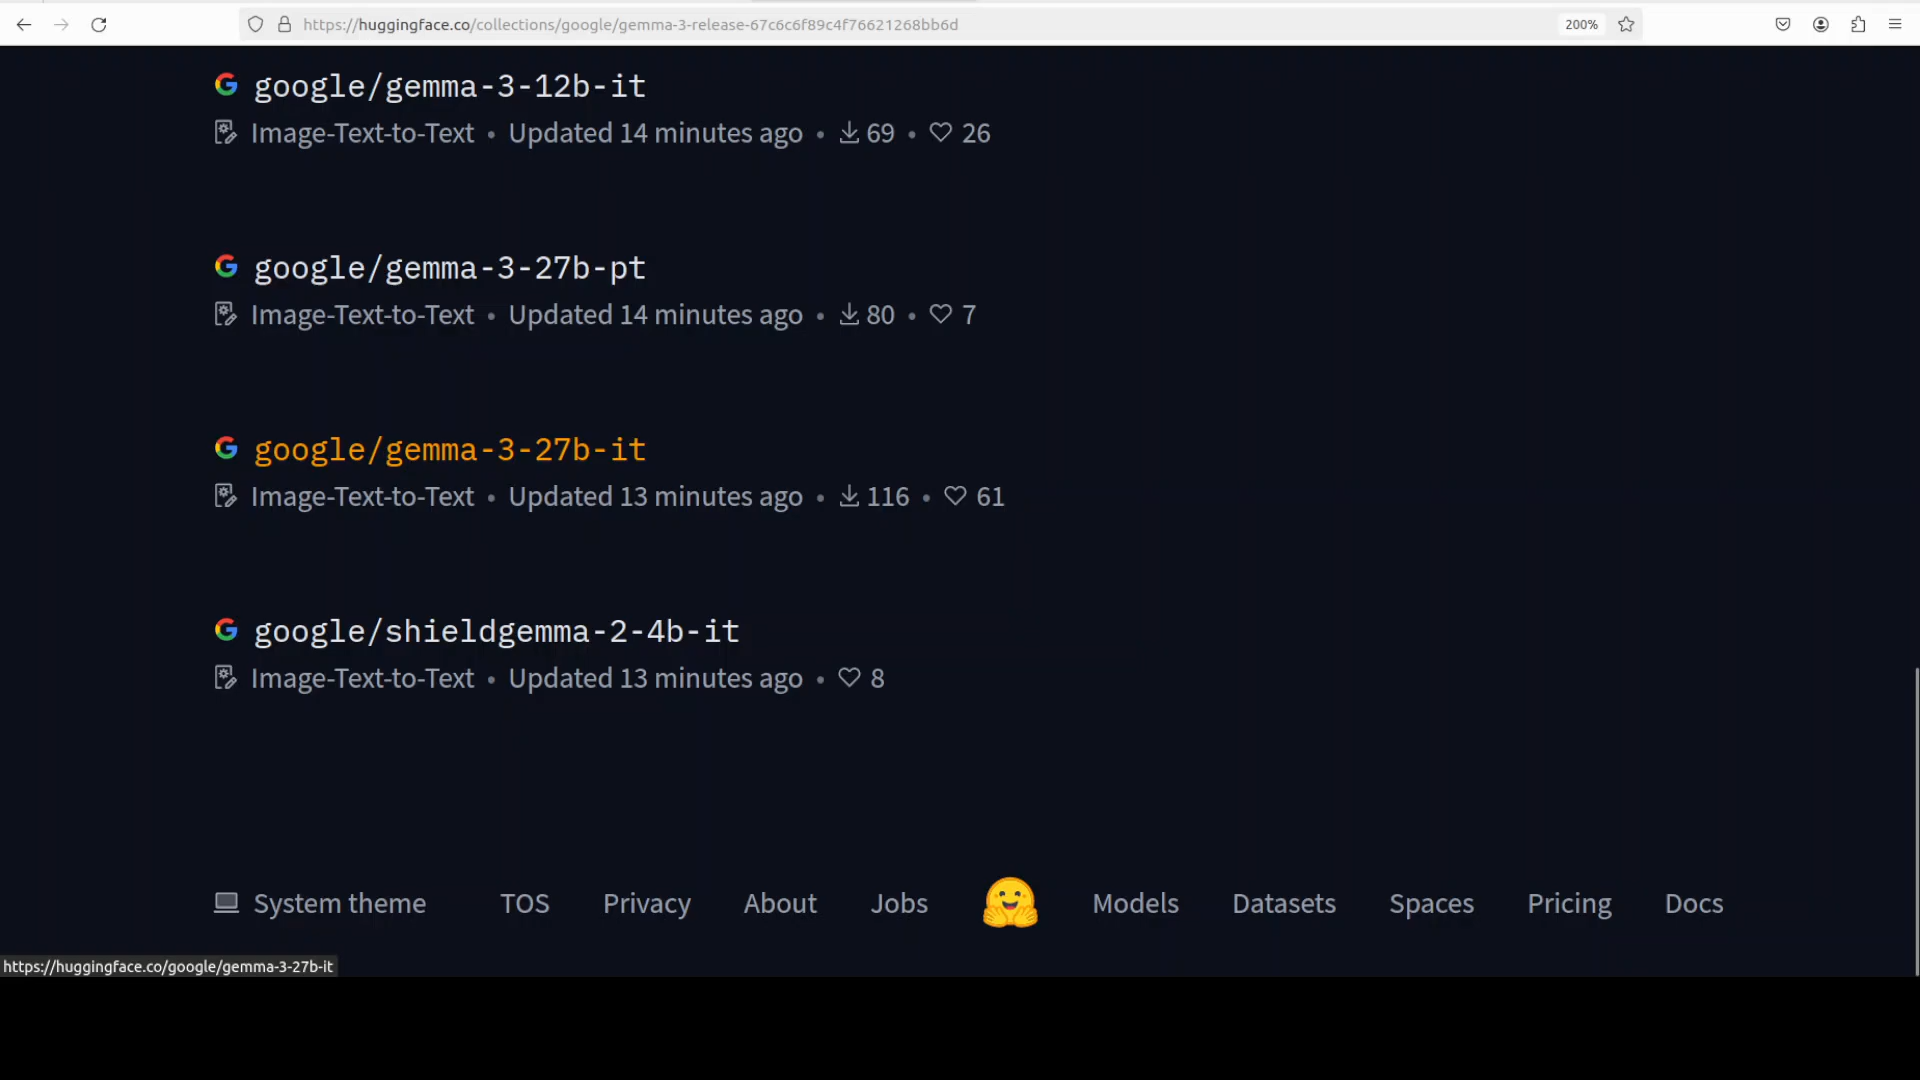 https://huggingface.co/collections/google/gemma-3-release-67c6c6f89c4f76621268bb6d
200%
google/gemma-3-12b-it
Image-Text-to-Text • Updated 14 minutes ago • 69 • 26
google/gemma-3-27b-pt
Image-Text-to-Text • Updated 14 minutes ago • 80 • 7
google/gemma-3-27b-it
Image-Text-to-Text • Updated 13 minutes ago • 116 • 61
google/shieldgemma-2-4b-it
Image-Text-to-Text • Updated 13 minutes ago • 8
System theme TOS Privacy About Jobs Models Datasets Spaces Pricing Docs
https://huggingface.co/google/gemma-3-27b-it